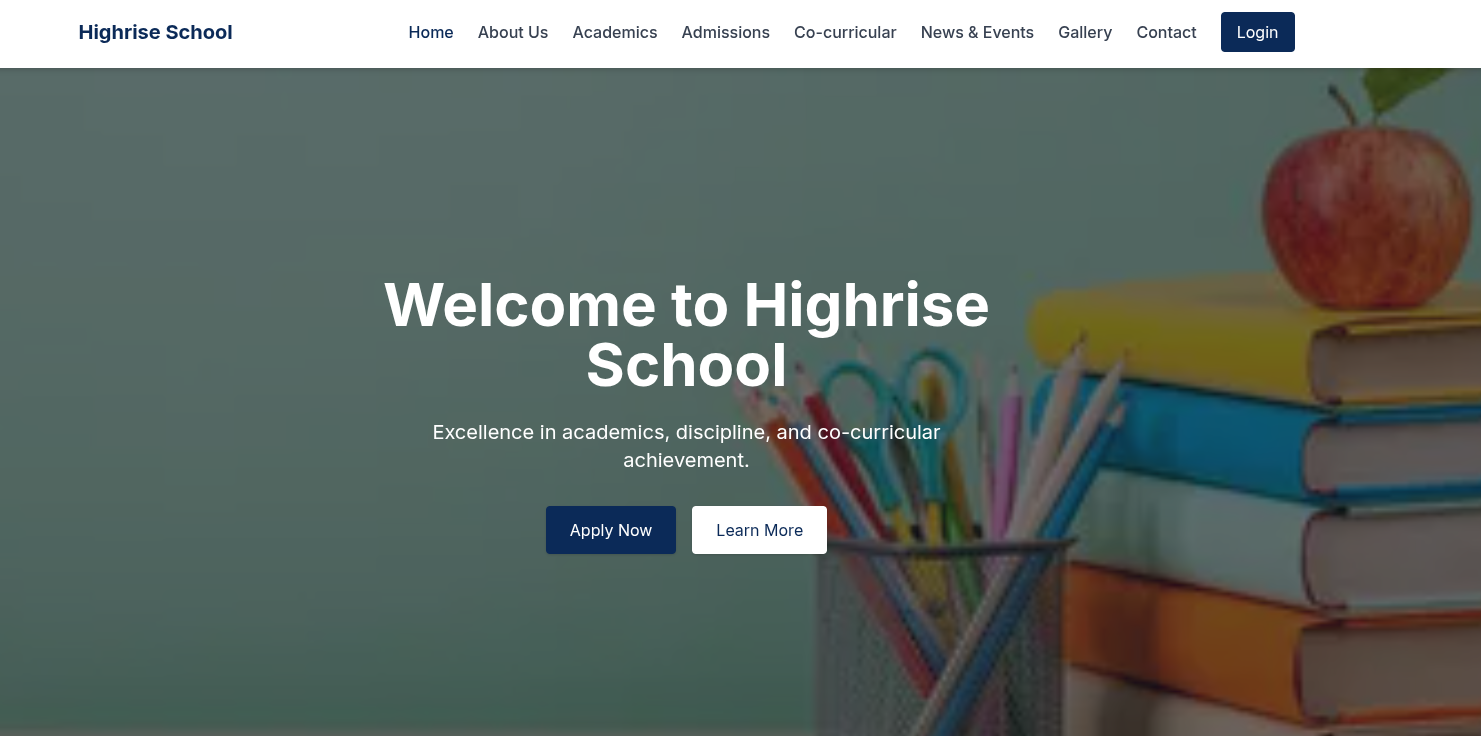 Highrise School
Home About Us Academics Admissions Co-curricular News & Events Gallery Contact Login
Welcome to Highrise
School
Excellence in academics, discipline, and co-curricular
achievement.
Apply Now Learn More